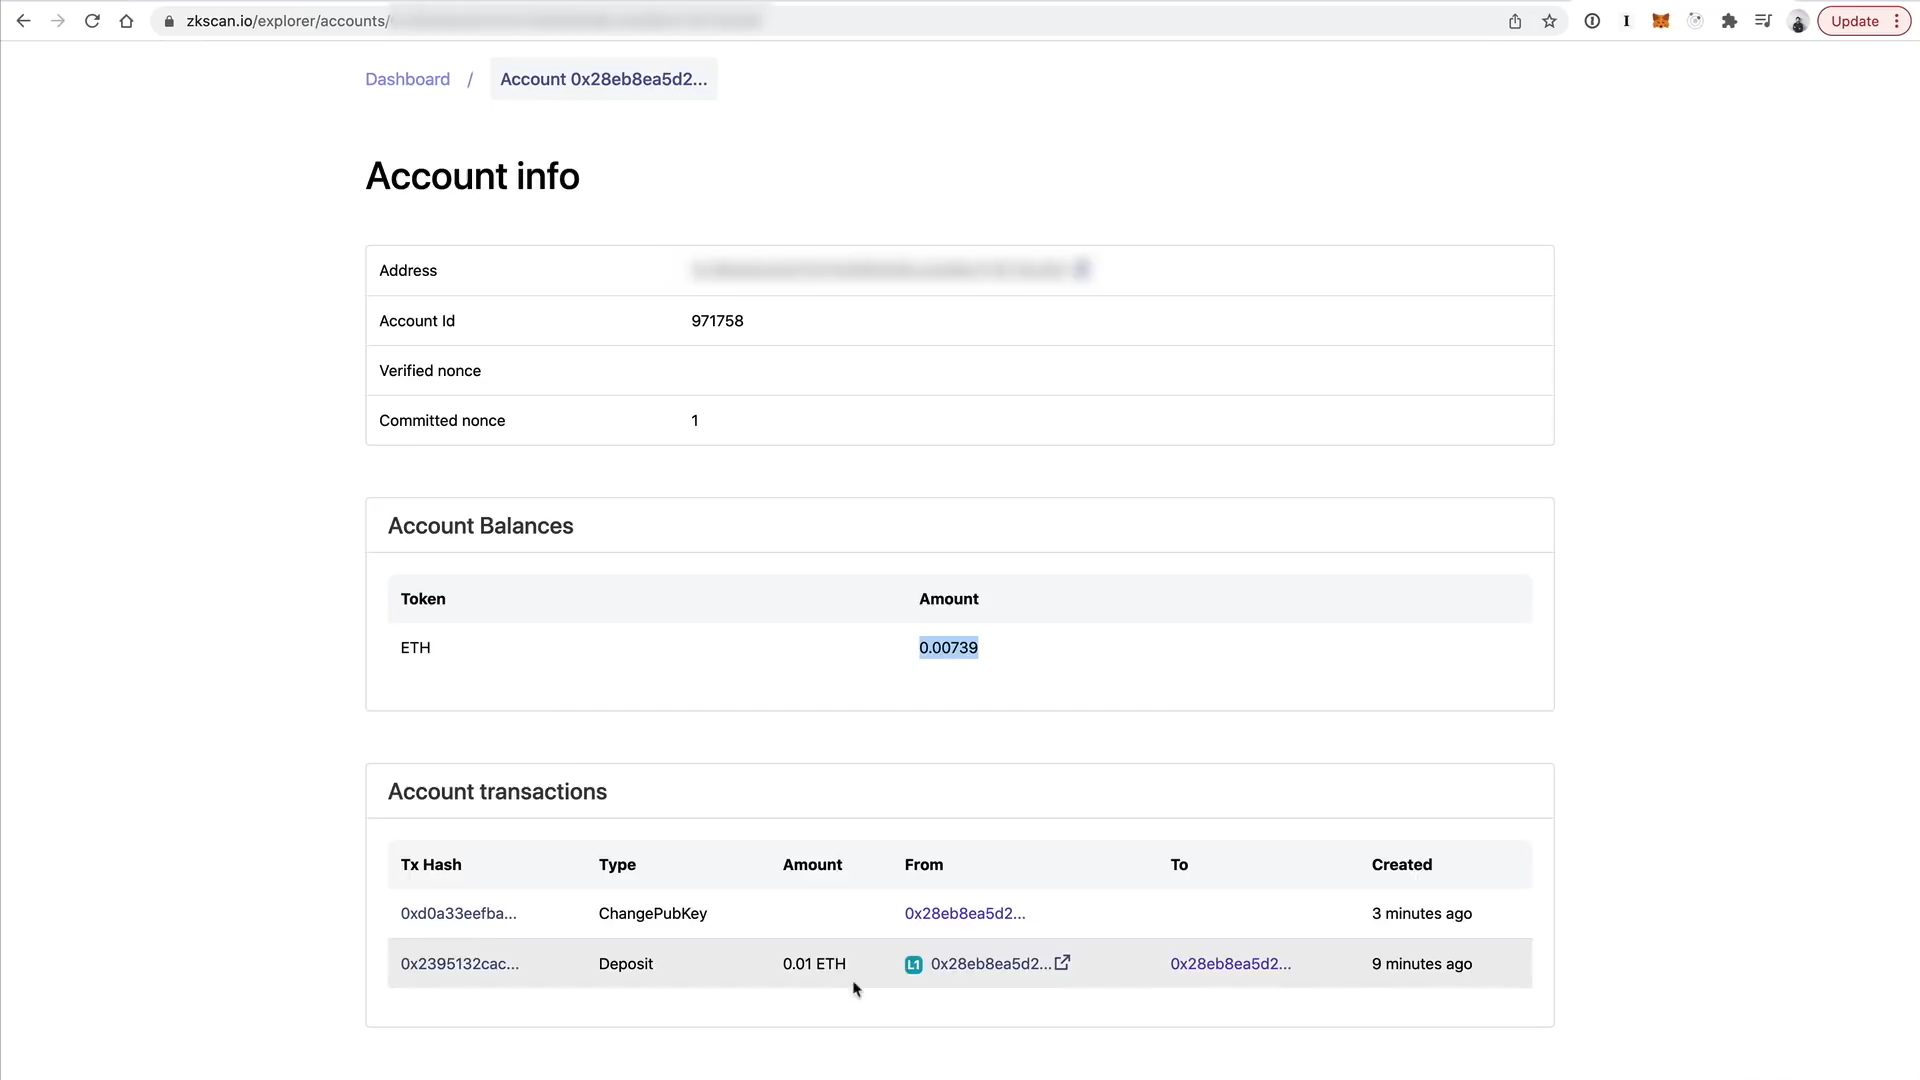 zkscan.io/explorer/accounts/
Update
Dashboard / Account 0x28eb8ea5d2...
Account info
Address
Account Id 971758
Verified nonce
Committed nonce 1
Account Balances
Token Amount
ETH 0.00739
Account transactions
Tx Hash Type Amount From To Created
0xd0a33eefba... ChangePubKey 0x28eb8ea5d2... 3 minutes ago
0x2395132cac... Deposit 0.01 ETH L1 0x28eb8ea5d2... 0x28eb8ea5d2... 9 minutes ago